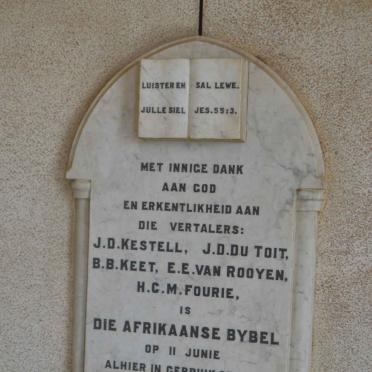 LUISTER EN SAL LEWE.
JULLE SIEL JES. 55:3.
MET INNIGE DANK
AAN GOD
EN ERKENTLIKHEID AAN
DIE VERTALERS:
J.D. KESTELL, J.D. DU TOIT,
B.B. KEET, E.E. VAN ROOYEN,
H.C.M. FOURIE,
IS
DIE AFRIKAANSE BYBEL
OP 11 JUNIE
ALHIER IN GEBRUIK